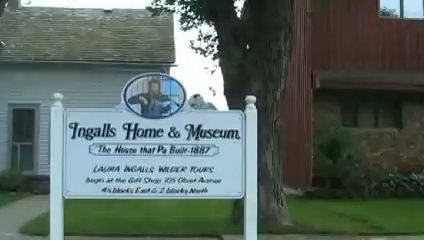 Ingalls Home & Museum
The House that Pa Built-1887
LAURA INGALLS WILDER TOURS
begin at the Gift Shop 105 Olivet Avenue
4½ blocks East & 2 blocks North